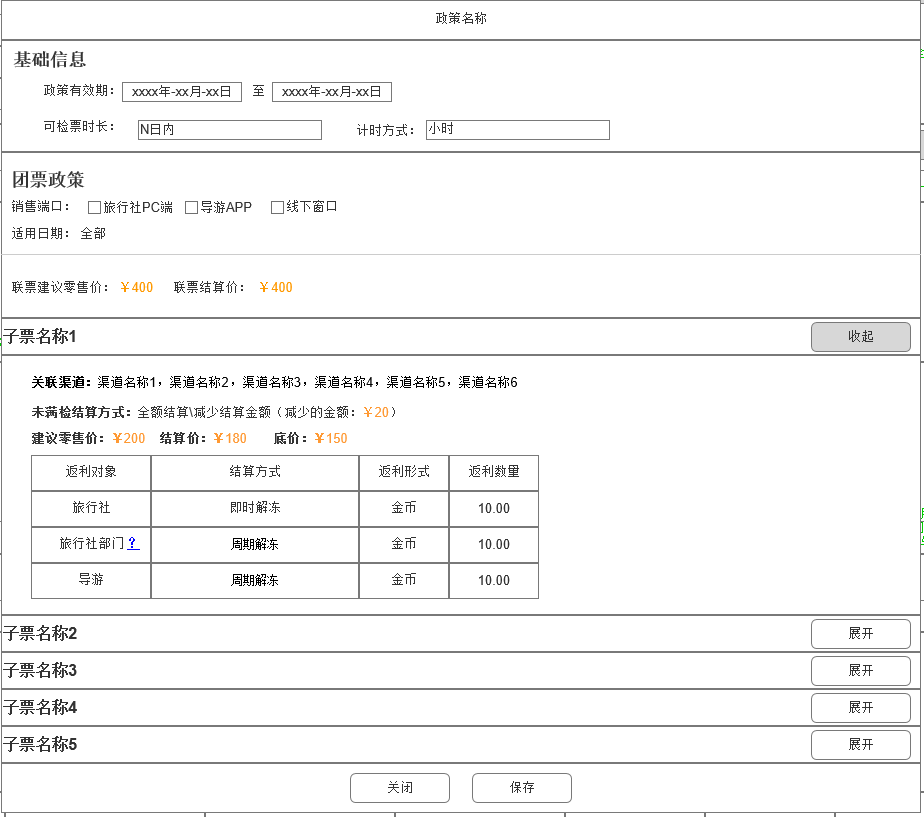 政策名称
基础信息
政策有效期： xxxx年-xx月-xx日 至 xxxx年-xx月-xx日
可检票时长： N日内 计时方式： 小时
团票政策
销售端口： 旅行社PC端 导游APP 线下窗口
适用日期： 全部
联票建议零售价： ￥400 联票结算价： ￥400
子票名称1 收起
关联渠道：渠道名称1，渠道名称2，渠道名称3，渠道名称4，渠道名称5，渠道名称6
未满检结算方式：全额结算\减少结算金额（减少的金额：￥20）
建议零售价：￥200 结算价：￥180 底价：￥150
返利对象 结算方式 返利形式 返利数量
旅行社 即时解冻 金币 10.00
旅行社部门？ 周期解冻 金币 10.00
导游 周期解冻 金币 10.00
子票名称2 展开
子票名称3 展开
子票名称4 展开
子票名称5 展开
关闭 保存